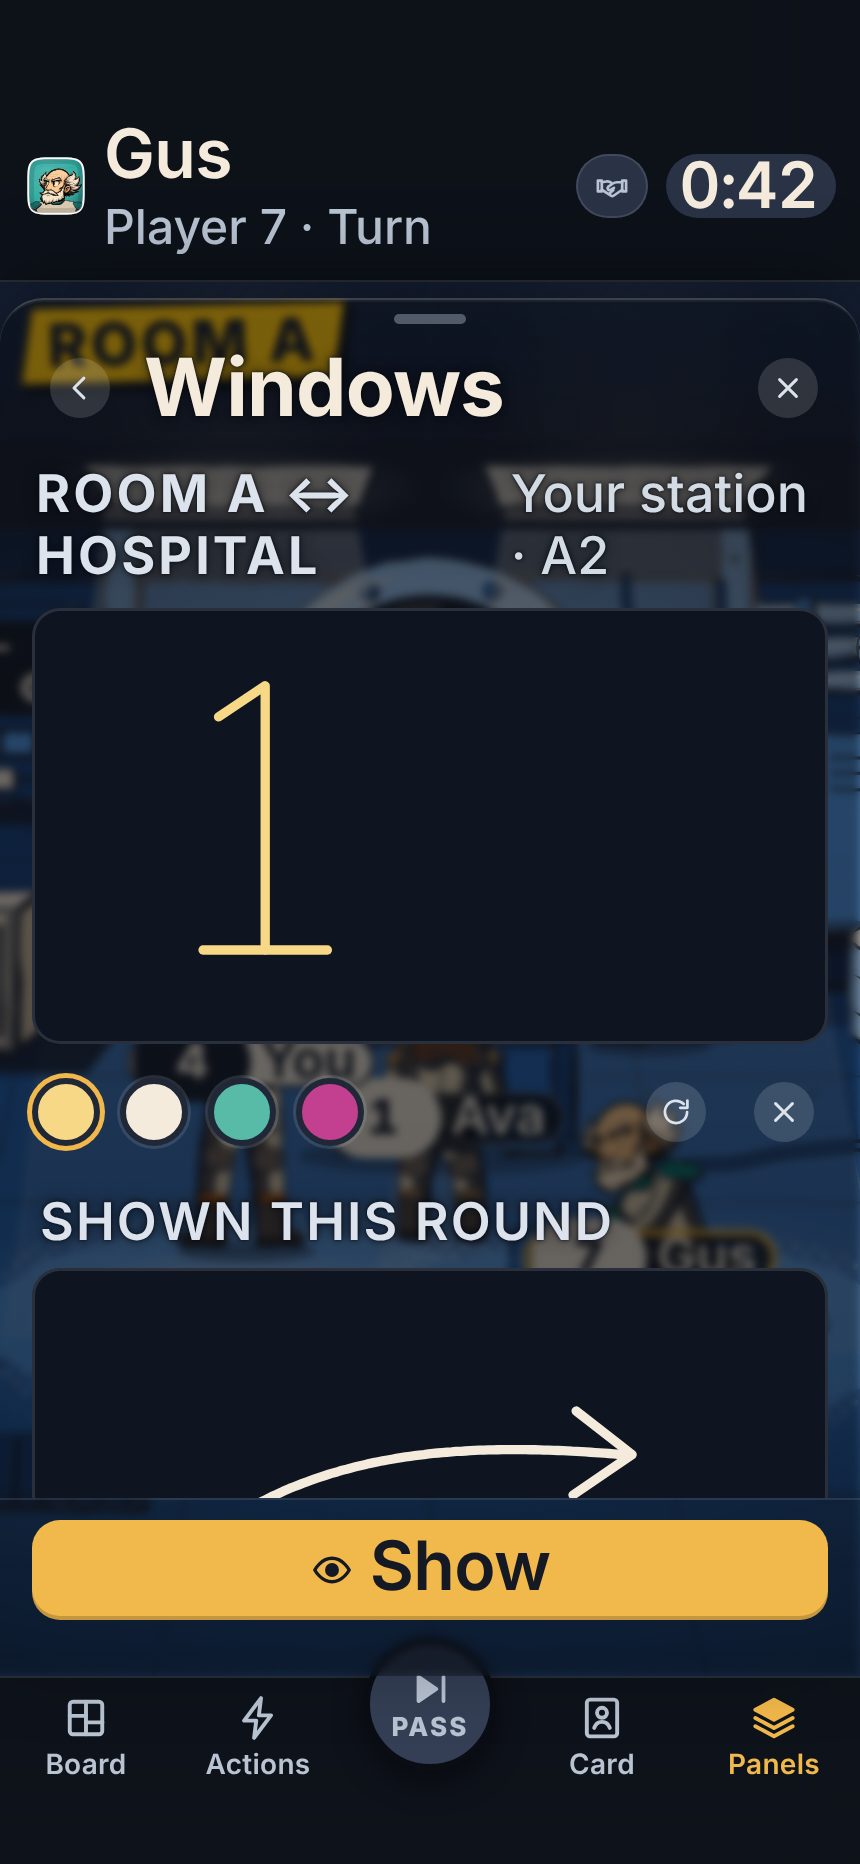 Gus
Player 7 · Turn
0:42
ROOM A
Windows
ROOM A ↔ HOSPITAL
Your station · A2
1
4 You
1 Ava
SHOWN THIS ROUND
7 Gus
Show
PASS
Board
Actions
Card
Panels